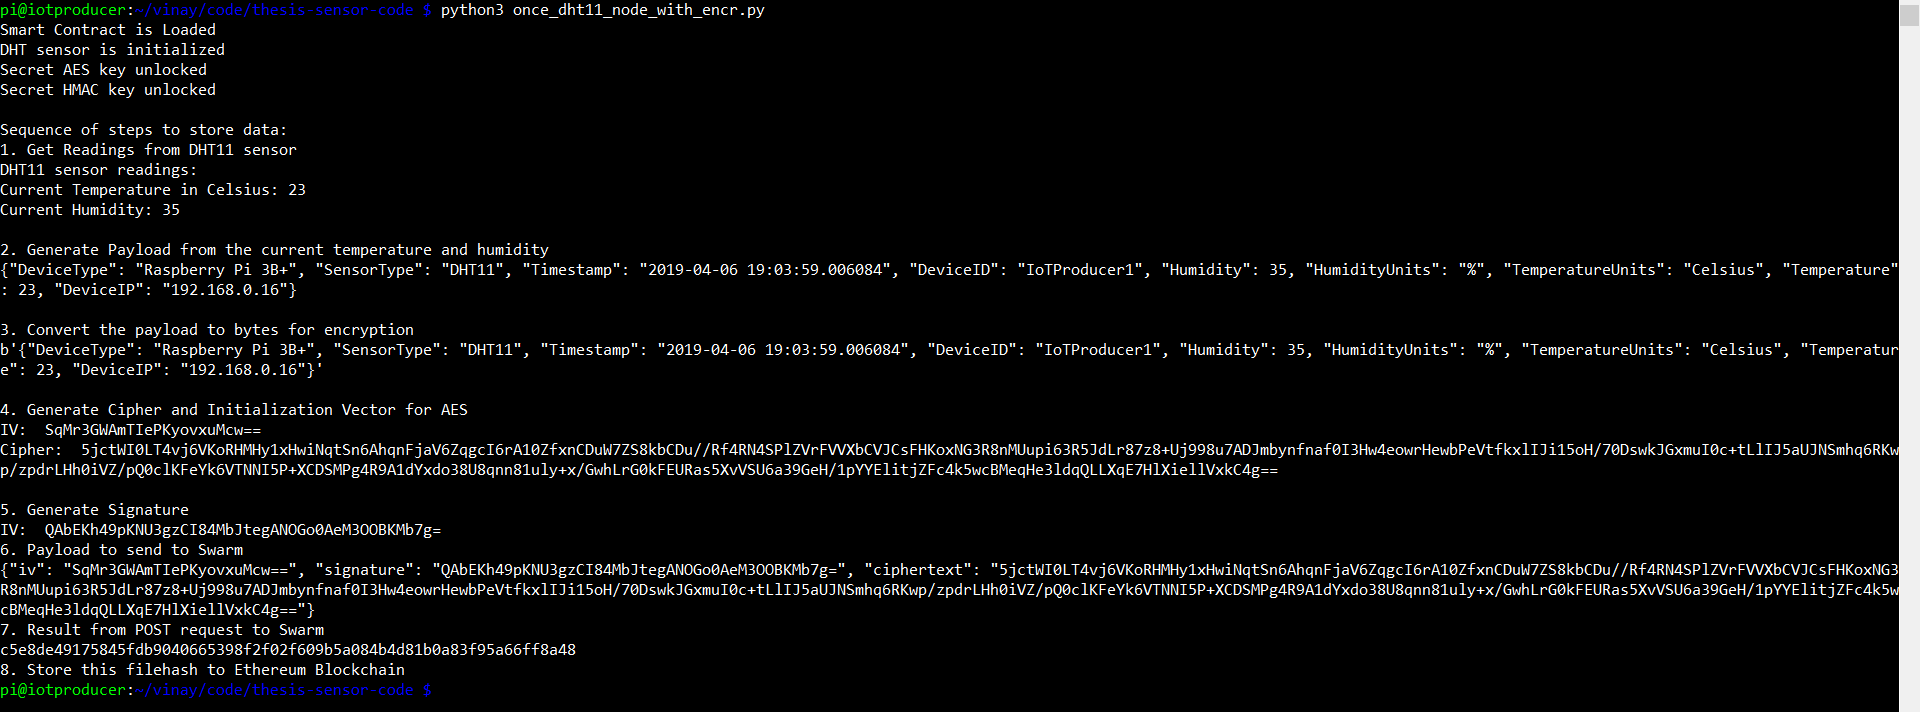 pi@iotproducer:~/vinay/code/thesis-sensor-code $ python3 once_dht11_node_with_encr.py
Smart Contract is Loaded
DHT sensor is initialized
Secret AES key unlocked
Secret HMAC key unlocked
Sequence of steps to store data:
1. Get Readings from DHT11 sensor
DHT11 sensor readings:
Current Temperature in Celsius: 23
Current Humidity: 35
2. Generate Payload from the current temperature and humidity
{"DeviceType": "Raspberry Pi 3B+", "SensorType": "DHT11", "Timestamp": "2019-04-06 19:03:59.006084", "DeviceID": "IoTProducer1", "Humidity": 35, "HumidityUnits": "%", "TemperatureUnits": "Celsius", "Temperature"
: 23, "DeviceIP": "192.168.0.16"}
3. Convert the payload to bytes for encryption
b'{"DeviceType": "Raspberry Pi 3B+", "SensorType": "DHT11", "Timestamp": "2019-04-06 19:03:59.006084", "DeviceID": "IoTProducer1", "Humidity": 35, "HumidityUnits": "%", "TemperatureUnits": "Celsius", "Temperatur
e": 23, "DeviceIP": "192.168.0.16"}'
4. Generate Cipher and Initialization Vector for AES
IV:  SqMr3GWAmTIePKyovxuMcw==
Cipher:  5jctWI0LT4vj6VKoRHMHy1xHwiNqtSn6AhqnFjaV6ZqgcI6rA10ZfxnCDuW7ZS8kbCDu//Rf4RN4SPlZVrFVVXbCVJCsFHKoxNG3R8nMUupi63R5JdLr87z8+Uj998u7ADJmbynfnaf0I3Hw4eowrHewbPeVtfkxlIJi15oH/70DswkJGxmuI0c+tLlIJ5aUJNSmhq6RKw
p/zpdrLHh0iVZ/pQ0clKFeYk6VTNNI5P+XCDSMPg4R9A1dYxdo38U8qnn81uly+x/GwhLrG0kFEURas5XvVSU6a39GeH/1pYYElitjZFc4k5wcBMeqHe3ldqQLLXqE7HlXiellVxkC4g==
5. Generate Signature
IV:  QAbEKh49pKNU3gzCI84MbJtegANOGo0AeM3OOBKMb7g=
6. Payload to send to Swarm
{"iv": "SqMr3GWAmTIePKyovxuMcw==", "signature": "QAbEKh49pKNU3gzCI84MbJtegANOGo0AeM3OOBKMb7g=", "ciphertext": "5jctWI0LT4vj6VKoRHMHy1xHwiNqtSn6AhqnFjaV6ZqgcI6rA10ZfxnCDuW7ZS8kbCDu//Rf4RN4SPlZVrFVVXbCVJCsFHKoxNG3
R8nMUupi63R5JdLr87z8+Uj998u7ADJmbynfnaf0I3Hw4eowrHewbPeVtfkxlIJi15oH/70DswkJGxmuI0c+tLlIJ5aUJNSmhq6RKwp/zpdrLHh0iVZ/pQ0clKFeYk6VTNNI5P+XCDSMPg4R9A1dYxdo38U8qnn81uly+x/GwhLrG0kFEURas5XvVSU6a39GeH/1pYYElitjZFc4k5w
cBMeqHe3ldqQLLXqE7HlXiellVxkC4g=="}
7. Result from POST request to Swarm
c5e8de49175845fdb9040665398f2f02f609b5a084b4d81b0a83f95a66ff8a48
8. Store this filehash to Ethereum Blockchain
pi@iotproducer:~/vinay/code/thesis-sensor-code $